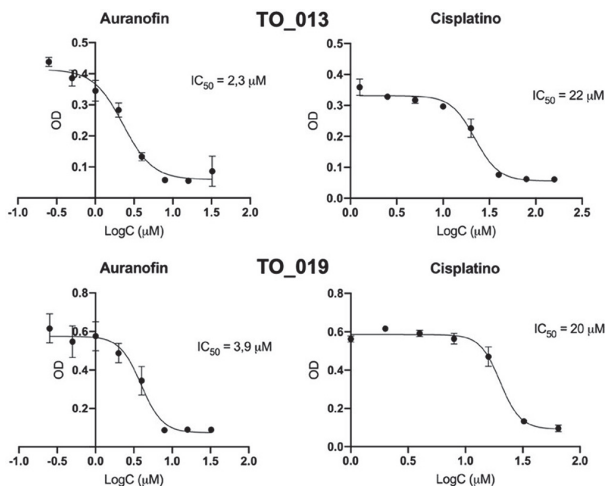 TO_013
Auranofin
Cisplatino
IC50 = 2,3 µM
0.5
0.4
0.3
0.2
0.1
OD
-1.0 -0.5 0.0 0.5 1.0 1.5 2.0
LogC (µM)
IC50 = 22 µM
0.5
0.4
0.3
0.2
0.1
0.0
OD
0.0 0.5 1.0 1.5 2.0 2.5
LogC (µM)
TO_019
Auranofin
Cisplatino
IC50 = 3,9 µM
0.8
0.6
0.4
0.2
OD
-1.0 -0.5 0.0 0.5 1.0 1.5 2.0
LogC (µM)
IC50 = 20 µM
0.8
0.6
0.4
0.2
0.0
OD
0.0 0.5 1.0 1.5 2.0
LogC (µM)